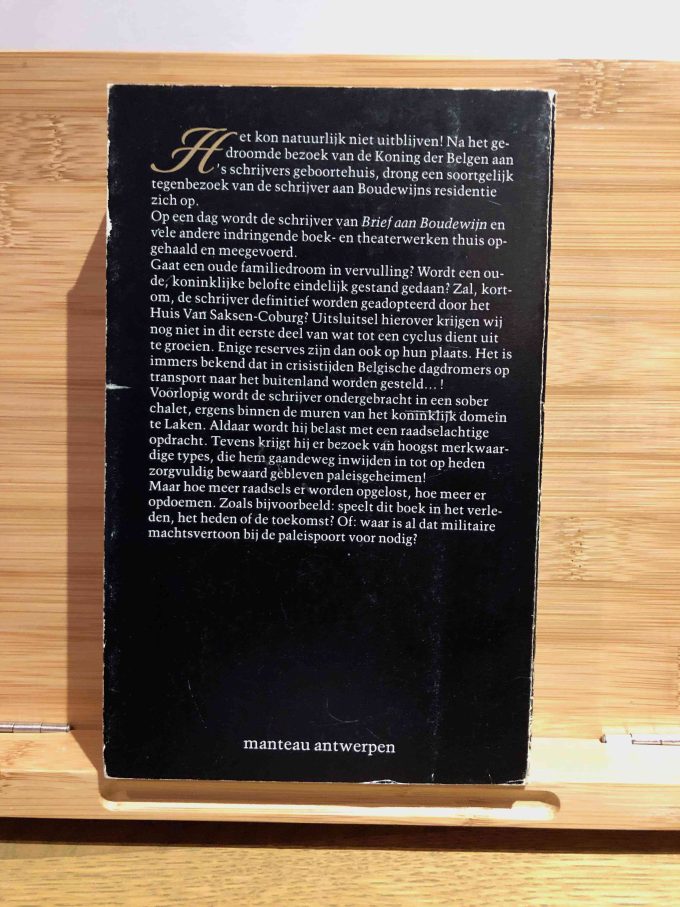 Het kon natuurlijk niet uitblijven! Na het ge-
droomde bezoek van de Koning der Belgen aan
's schrijvers geboortehuis, drong een soortgelijk
tegenbezoek van de schrijver aan Boudewijns residentie
zich op.
Op een dag wordt de schrijver van Brief aan Boudewijn en
vele andere indringende boek- en theaterwerken thuis op-
gehaald en meegevoerd.
Gaat een oude familiedroom in vervulling? Wordt een ou-
de, koninklijke belofte eindelijk gestand gedaan? Zal, kort-
om, de schrijver definitief worden geadopteerd door het
Huis Van Saksen-Coburg? Uitsluitsel hierover krijgen wij
nog niet in dit eerste deel van wat tot een cyclus dient uit
te groeien. Enige reserves zijn dan ook op hun plaats. Het is
immers bekend dat in crisistijden Belgische dagdromers op
transport naar het buitenland worden gesteld... !
Voorlopig wordt de schrijver ondergebracht in een sober
chalet, ergens binnen de muren van het koninklijk domein
te Laken. Aldaar wordt hij belast met een raadselachtige
opdracht. Tevens krijgt hij er bezoek van hoogst merkwaar-
dige types, die hem gaandeweg inwijden in tot op heden
zorgvuldig bewaard gebleven paleisgeheimen!
Maar hoe meer raadsels er worden opgelost, hoe meer er
opdoemen. Zoals bijvoorbeeld: speelt dit boek in het verle-
den, het heden of de toekomst? Of: waar is al dat militaire
machtsvertoon bij de paleispoort voor nodig?
manteau antwerpen